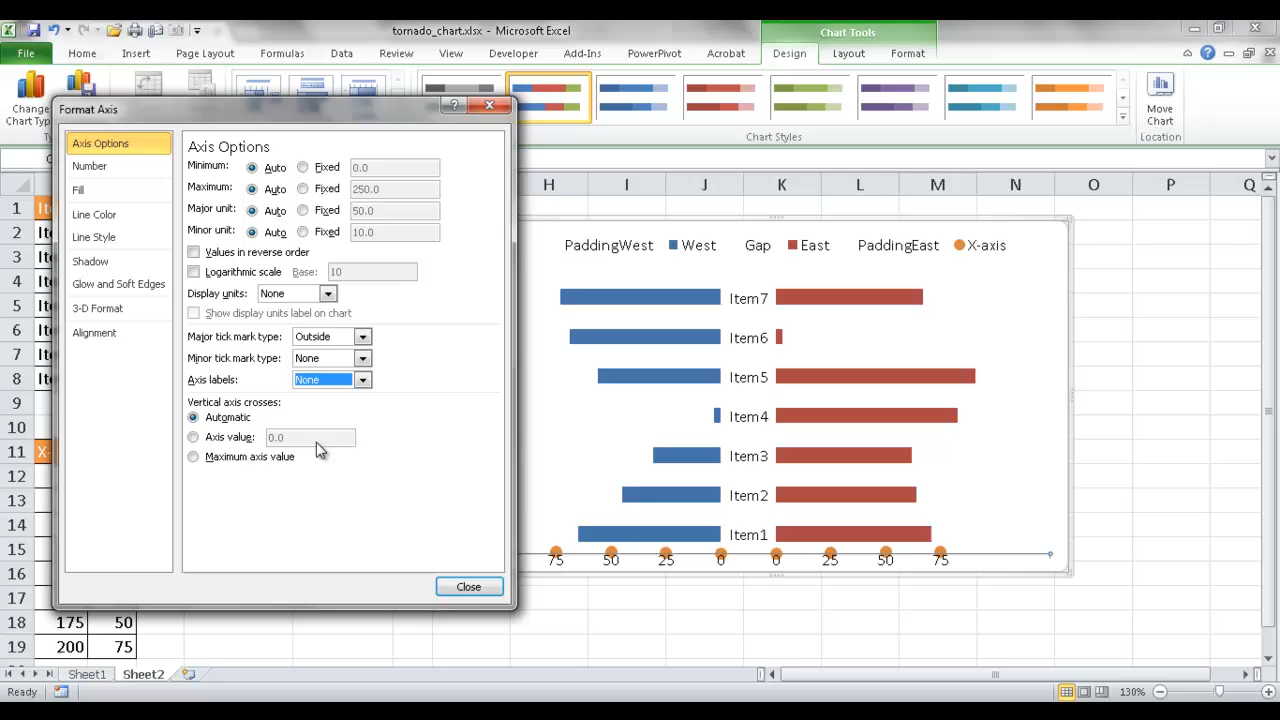 tornado_chart.xlsx - Microsoft Excel
Chart Tools
File Home Insert Page Layout Formulas Data Review View Developer Add-Ins PowerPivot Acrobat Design Layout Format
Change
Chart Typ
Move
Chart
Location
Chart Styles
Format Axis
Axis Options
Number
Fill
Line Color
Line Style
Shadow
Glow and Soft Edges
3-D Format
Alignment
Axis Options
Minimum: Auto Fixed 0.0
Maximum: Auto Fixed 250.0
Major unit: Auto Fixed 50.0
Minor unit: Auto Fixed 10.0
Values in reverse order
Logarithmic scale Base: 10
Display units: None
Show display units label on chart
Major tick mark type: Outside
Minor tick mark type: None
Axis labels: None
Vertical axis crosses:
Automatic
Axis value: 0.0
Maximum axis value
Close
H I J K L M N O P Q
1
2
3
4
5
6
7
8
9
10
11 X-
12
13
14
15
16
17
18 175 50
19 200 75
PaddingWest West Gap East PaddingEast X-axis
Item7
Item6
Item5
Item4
Item3
Item2
Item1
75 50 25 0 0 25 50 75
Sheet1 Sheet2
Ready 130%